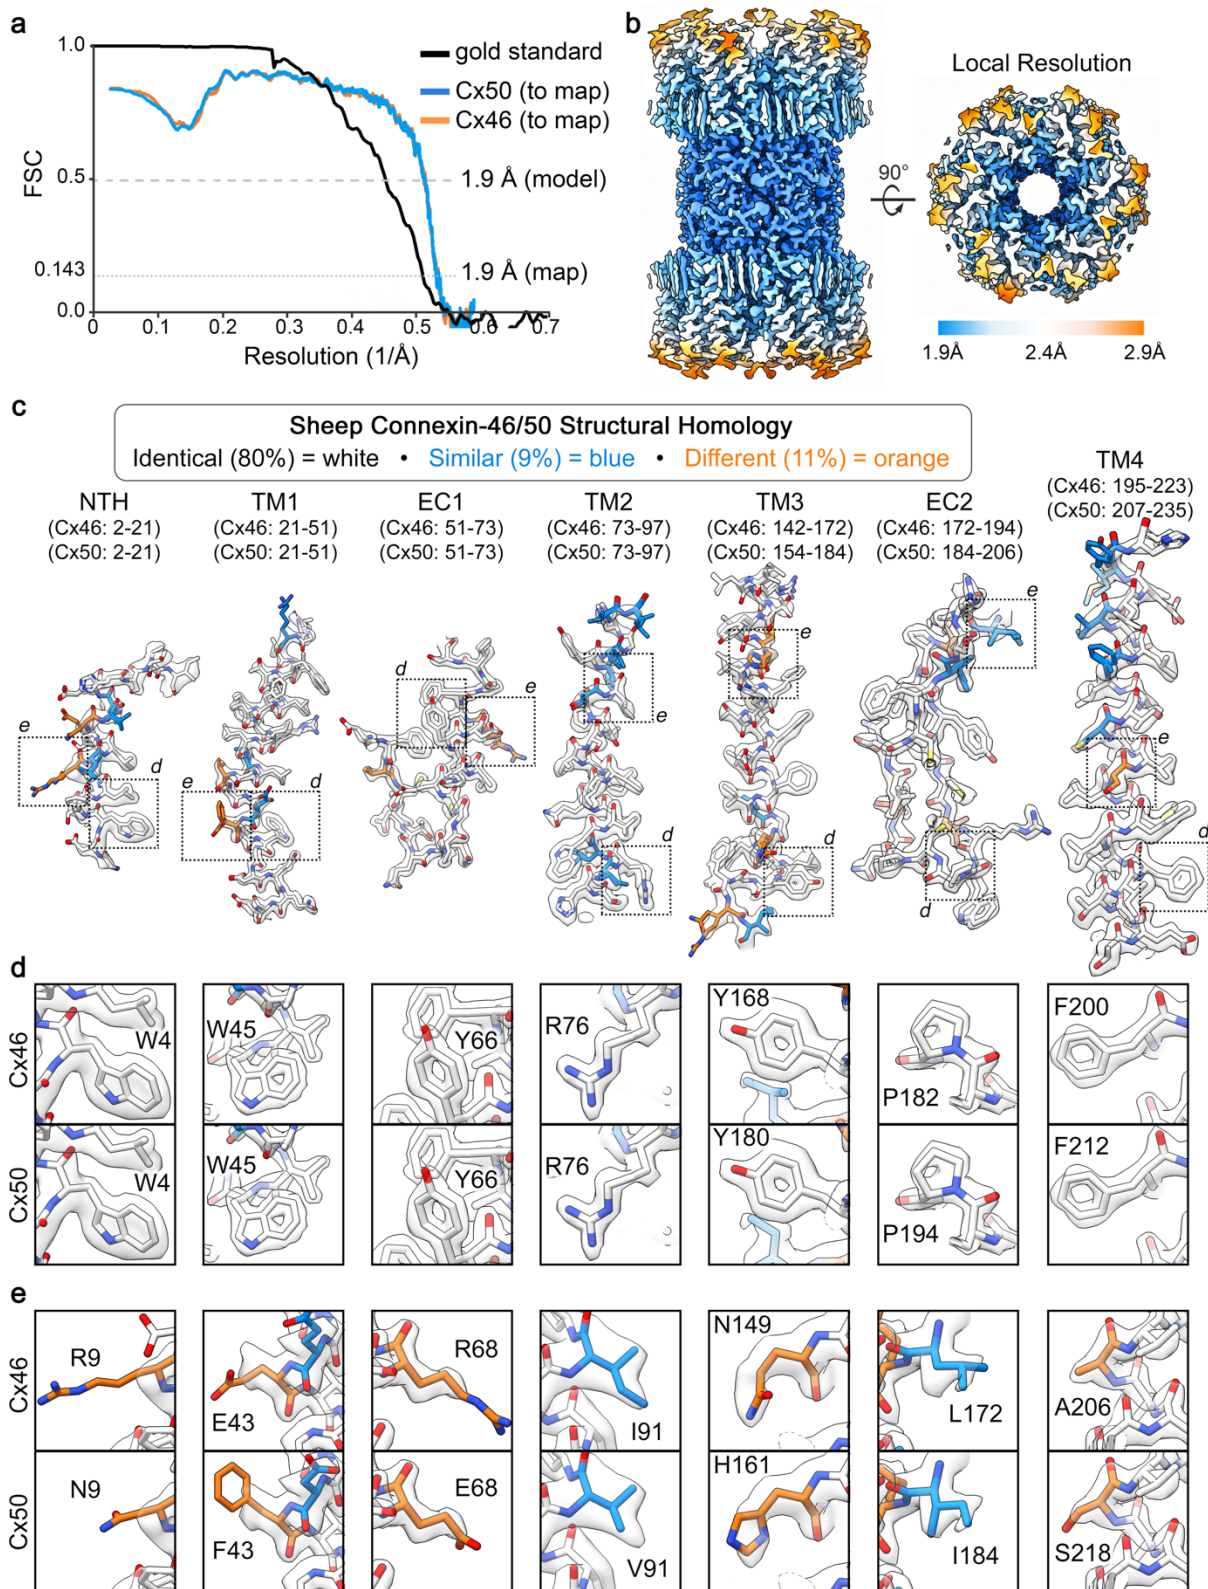 a
1.0
0.5
0.143
0.0
FSC
0 0.1 0.2 0.3 0.4 0.5 0.6 0.7
Resolution (1/Å)
gold standard
Cx50 (to map)
Cx46 (to map)
1.9 Å (model)
1.9 Å (map)
b
90°
Local Resolution
1.9Å 2.4Å 2.9Å
c
Sheep Connexin-46/50 Structural Homology
Identical (80%) = white • Similar (9%) = blue • Different (11%) = orange
NTH
(Cx46: 2-21)
(Cx50: 2-21)
e
d
TM1
(Cx46: 21-51)
(Cx50: 21-51)
e
d
EC1
(Cx46: 51-73)
(Cx50: 51-73)
d
e
TM2
(Cx46: 73-97)
(Cx50: 73-97)
e
d
TM3
(Cx46: 142-172)
(Cx50: 154-184)
e
d
EC2
(Cx46: 172-194)
(Cx50: 184-206)
e
d
TM4
(Cx46: 195-223)
(Cx50: 207-235)
e
d
d
Cx46
W4
W45
Y66
R76
Y168
P182
F200
Cx50
W4
W45
Y66
R76
Y180
P194
F212
e
Cx46
R9
E43
R68
I91
N149
L172
A206
Cx50
N9
F43
E68
V91
H161
I184
S218